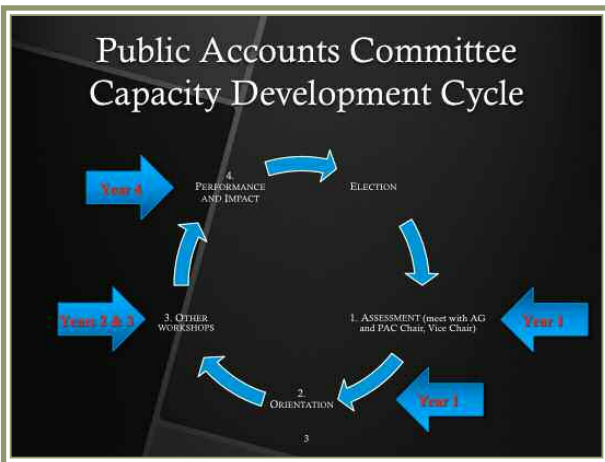 Public Accounts Committee
Capacity Development Cycle
4.
PERFORMANCE
AND IMPACT
Year 4
ELECTION
Years 2 & 3
3. OTHER
WORKSHOPS
1. ASSESSMENT (meet with AG
and PAC Chair, Vice Chair)
Year 1
2.
ORIENTATION
Year 1
3